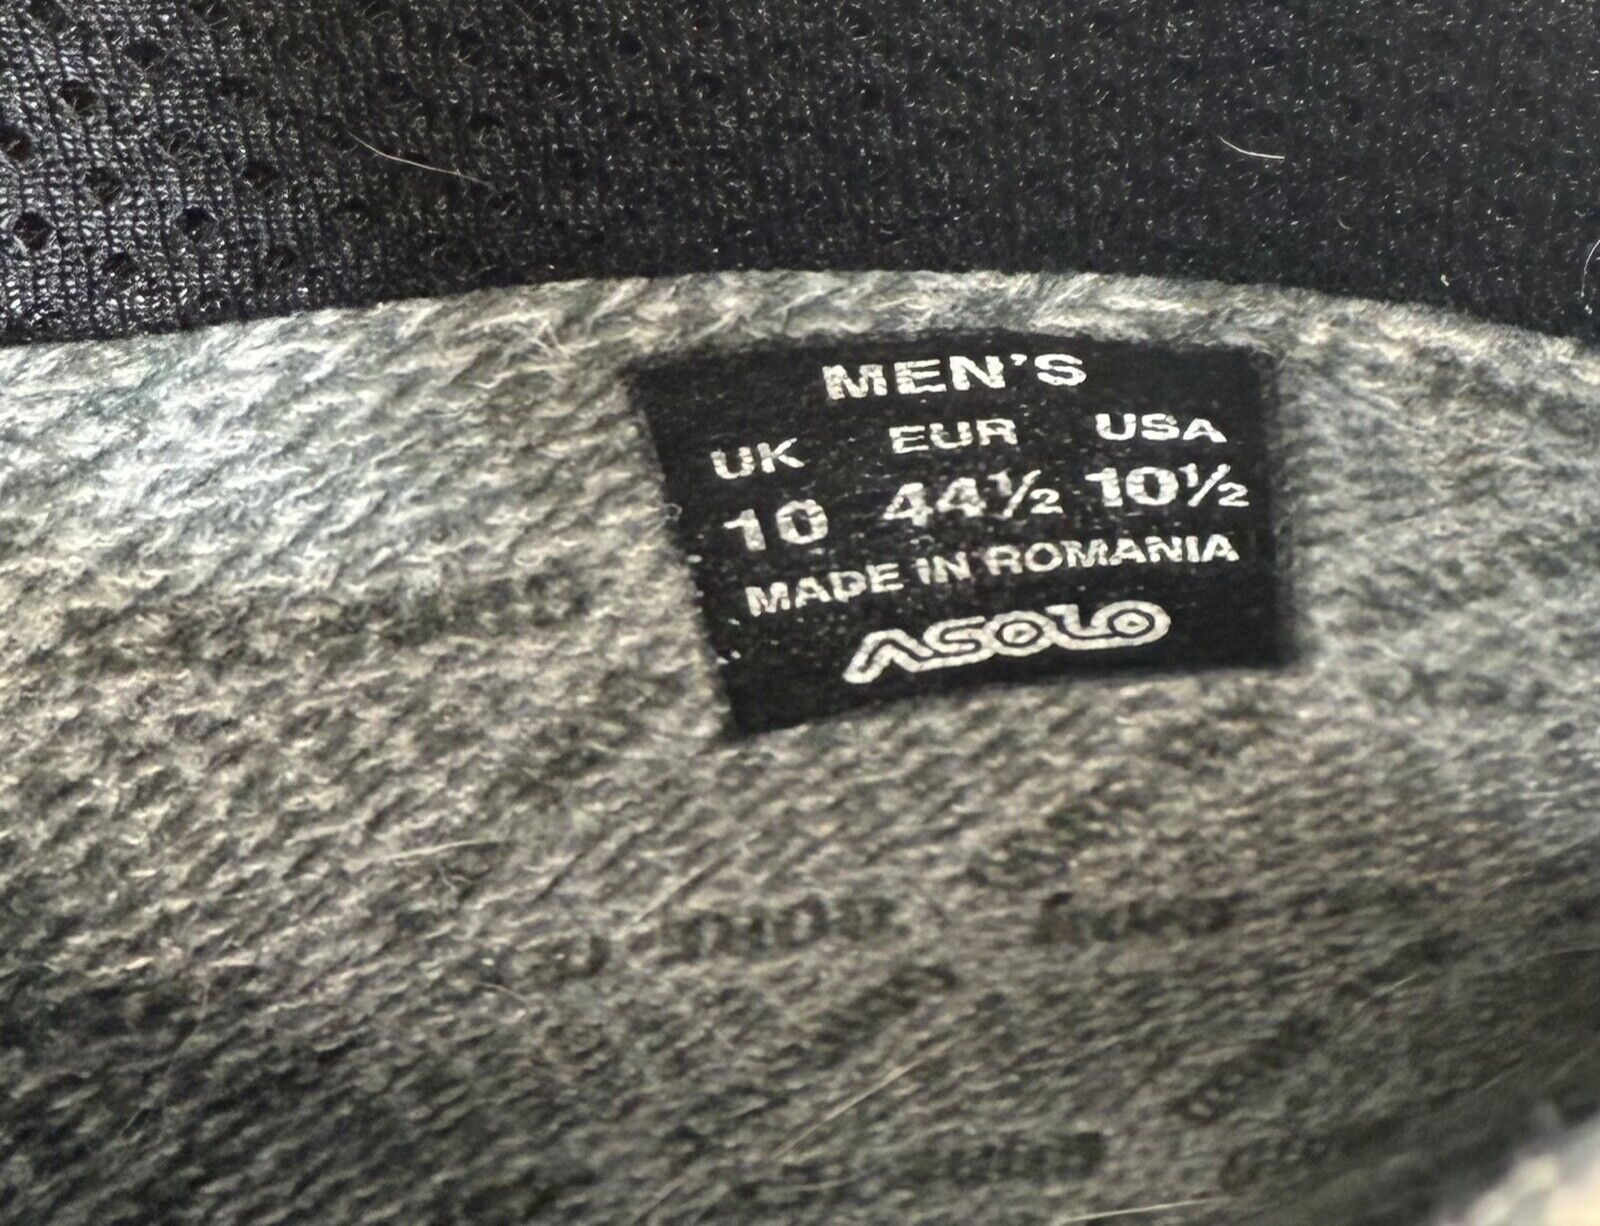 MEN'S
UK EUR USA
10 44½ 10½
MADE IN ROMANIA
ASOLO